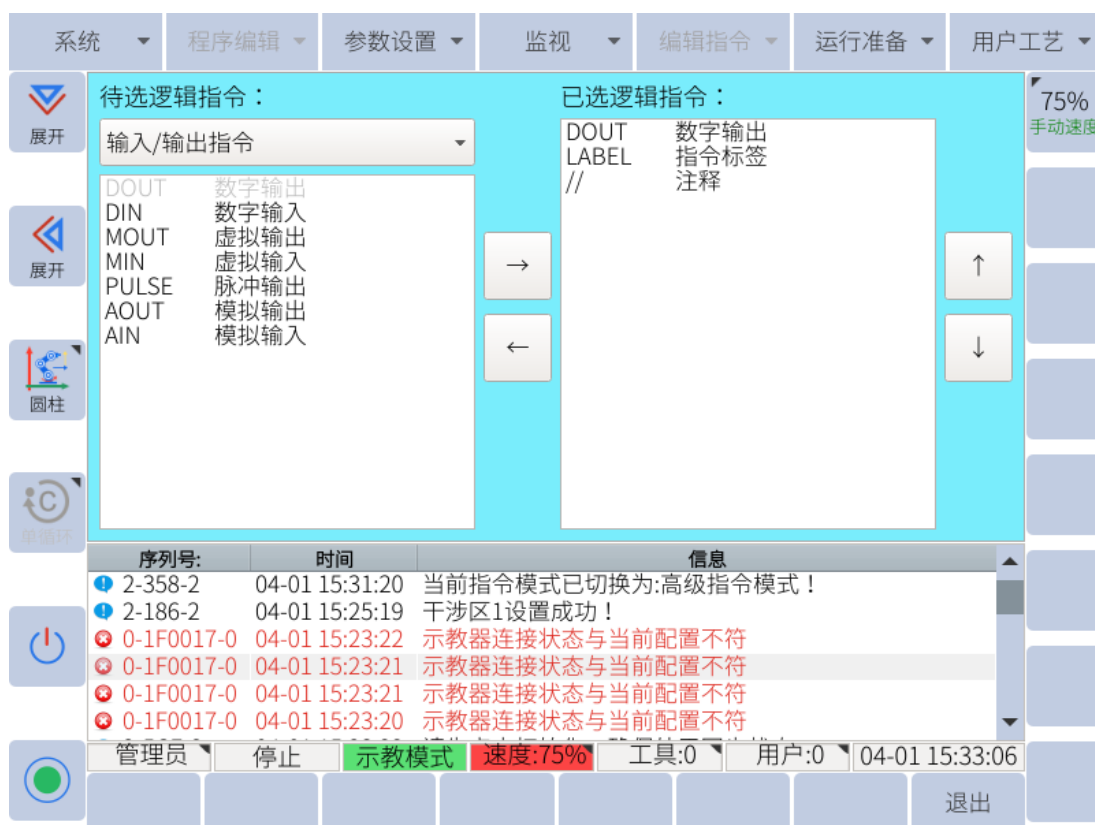 系统 程序编辑 参数设置 监视 编辑指令 运行准备 用户工艺
展开
待选逻辑指令：
已选逻辑指令：
75%
手动速度
输入/输出指令
DOUT 数字输出
DIN 数字输入
MOUT 虚拟输出
MIN 虚拟输入
PULSE 脉冲输出
AOUT 模拟输出
AIN 模拟输入
→
←
DOUT 数字输出
LABEL 指令标签
// 注释
↑
↓
展开
圆柱
单循环
序列号: 时间 信息
2-358-2 04-01 15:31:20 当前指令模式已切换为:高级指令模式！
2-186-2 04-01 15:25:19 干涉区1设置成功！
0-1F0017-0 04-01 15:23:22 示教器连接状态与当前配置不符
0-1F0017-0 04-01 15:23:21 示教器连接状态与当前配置不符
0-1F0017-0 04-01 15:23:21 示教器连接状态与当前配置不符
0-1F0017-0 04-01 15:23:20 示教器连接状态与当前配置不符
管理员 停止 示教模式 速度:75% 工具:0 用户:0 04-01 15:33:06
退出